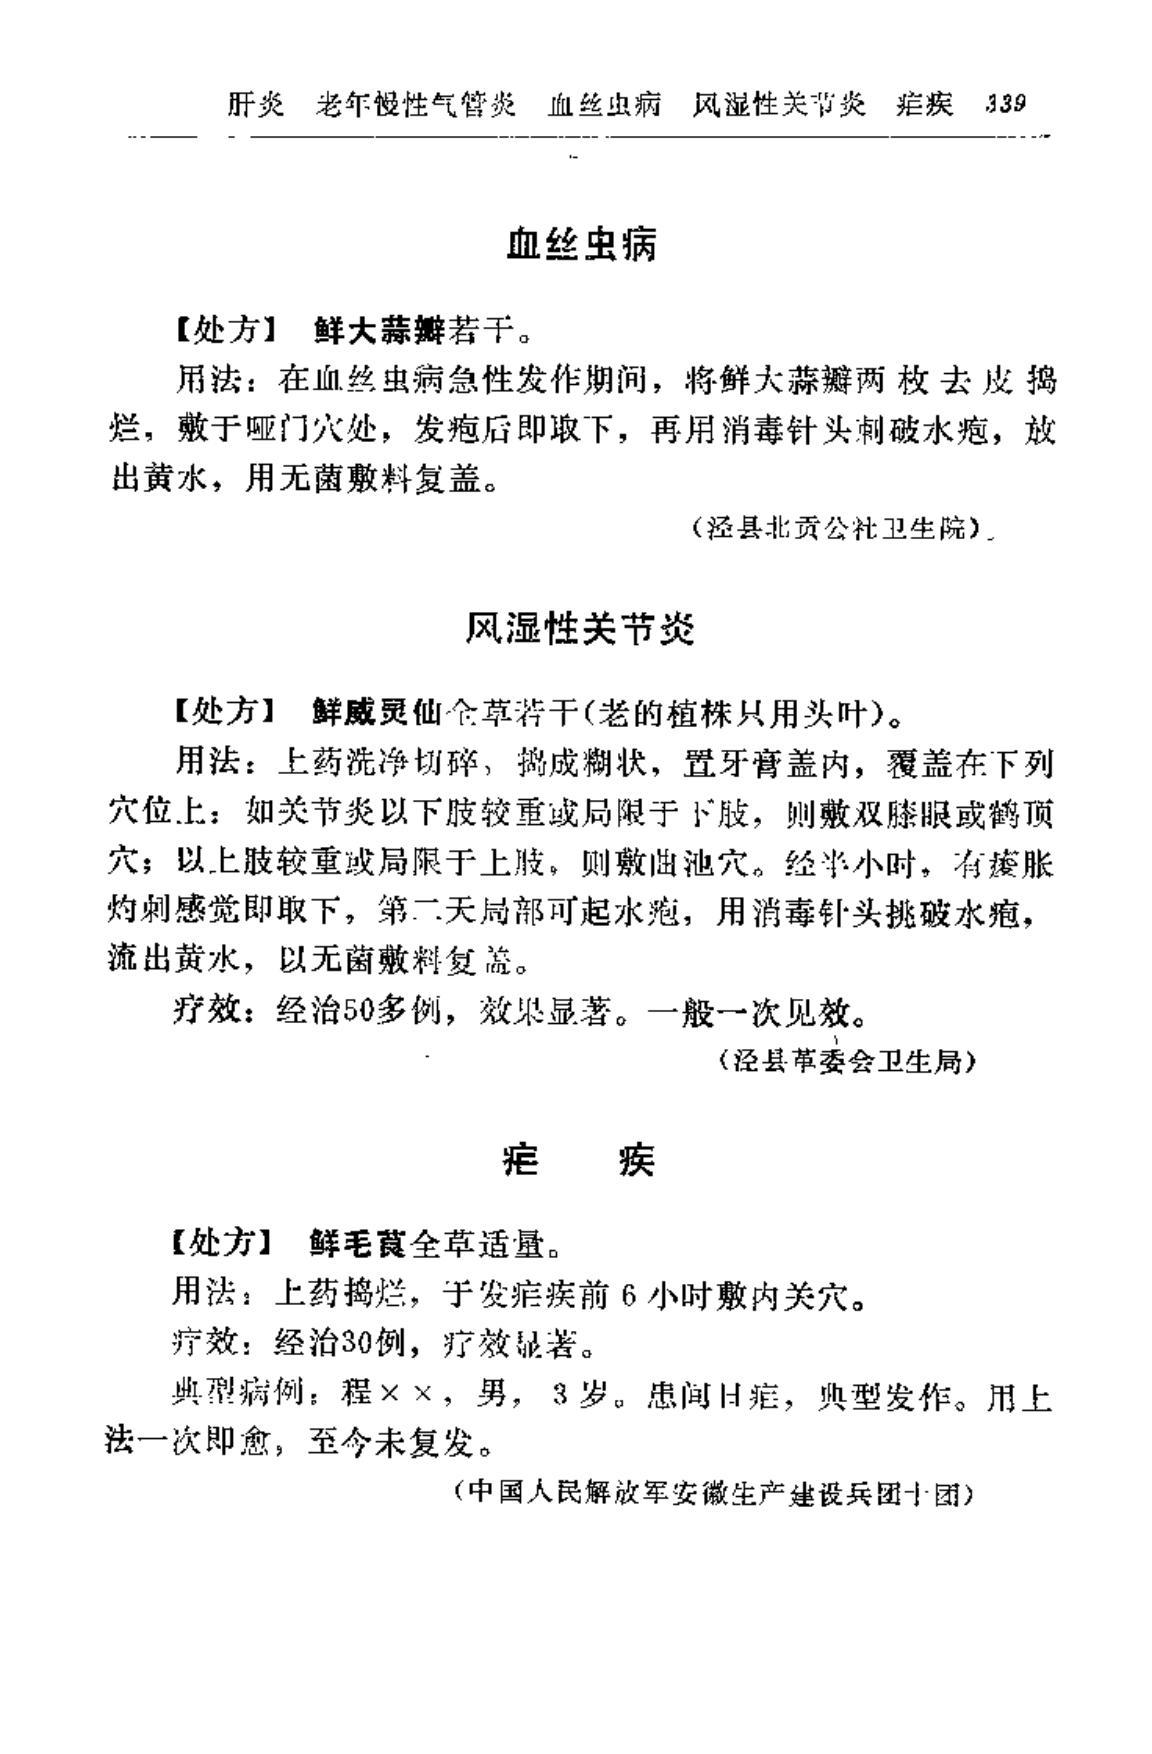 肝炎 老年慢性气管炎 血丝虫病 风湿性关节炎 疟疾 339
血丝虫病
【处方】 鲜大蒜瓣若干。
用法：在血丝虫病急性发作期间，将鲜大蒜瓣两枚去皮捣
烂，敷于哑门穴处，发疱后即取下，再用消毒针头刺破水疱，放
出黄水，用无菌敷料复盖。
（泾县北贡公社卫生院）
风湿性关节炎
【处方】 鲜威灵仙全草若干（老的植株只用头叶）。
用法：上药洗净切碎，捣成糊状，置牙膏盖内，覆盖在下列
穴位上：如关节炎以下肢较重或局限于下肢，则敷双膝眼或鹤顶
穴；以上肢较重或局限于上肢，则敷曲池穴。经半小时，有痠胀
灼刺感觉即取下，第二天局部可起水疱，用消毒针头挑破水疱，
流出黄水，以无菌敷料复盖。
疗效：经治50多例，效果显著。一般一次见效。
（泾县革委会卫生局）
疟 疾
【处方】 鲜毛茛全草适量。
用法：上药捣烂，于发疟疾前6小时敷内关穴。
疗效：经治30例，疗效显著。
典型病例：程××，男，3岁。患间日疟，典型发作。用上
法一次即愈，至今未复发。
（中国人民解放军安徽生产建设兵团十团）